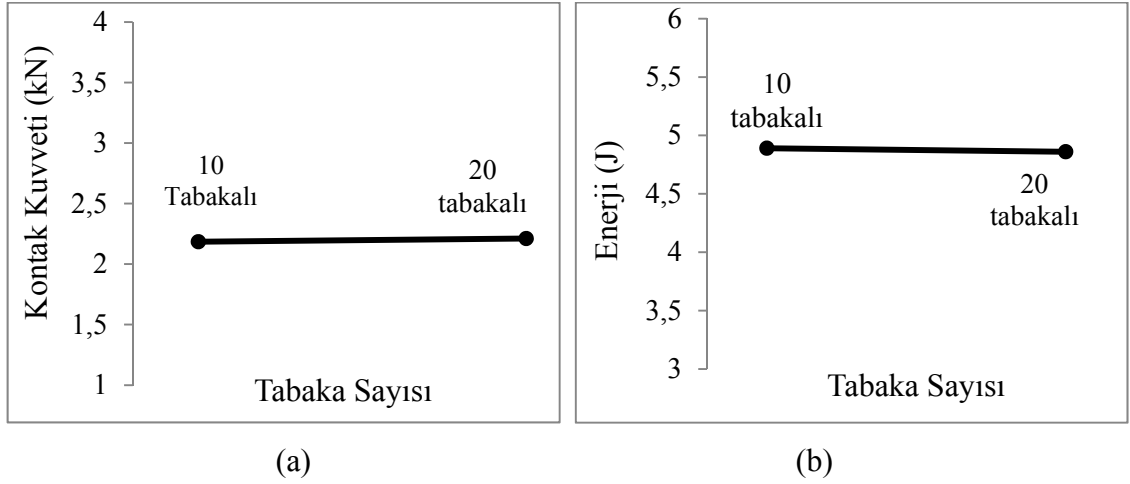 Kontak Kuvveti (kN)
4
3,5
3
2,5
2
1,5
1
10
Tabakalı
20
tabakalı
Tabaka Sayısı
(a)
Enerji (J)
6
5,5
5
4,5
4
3,5
3
10
tabakalı
20
tabakalı
Tabaka Sayısı
(b)